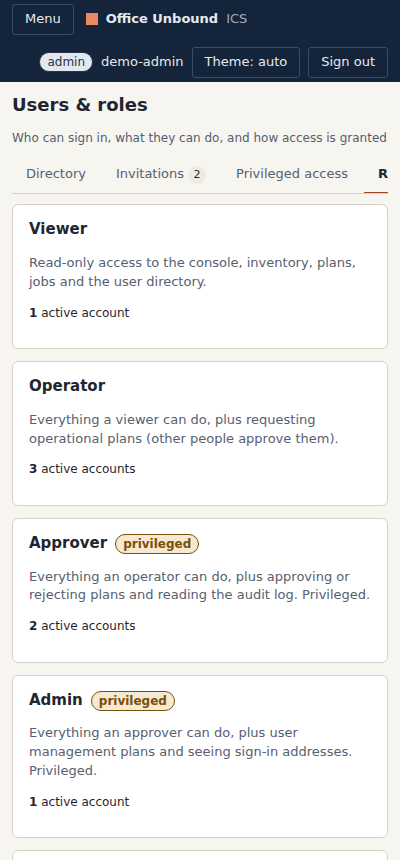 Menu Office Unbound ICS
admin demo-admin Theme: auto Sign out
Users & roles
Who can sign in, what they can do, and how access is granted
Directory Invitations 2 Privileged access R
Viewer
Read-only access to the console, inventory, plans,
jobs and the user directory.
1 active account
Operator
Everything a viewer can do, plus requesting
operational plans (other people approve them).
3 active accounts
Approver privileged
Everything an operator can do, plus approving or
rejecting plans and reading the audit log. Privileged.
2 active accounts
Admin privileged
Everything an approver can do, plus user
management plans and seeing sign-in addresses.
Privileged.
1 active account